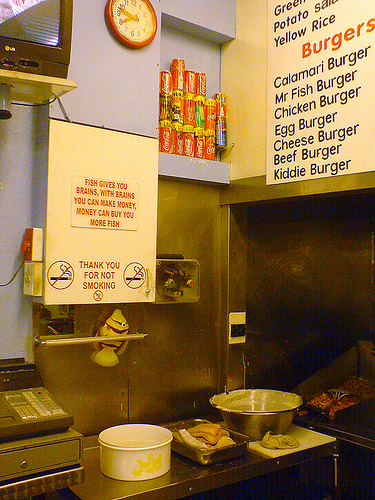 Green
Potato Sala
Yellow Rice
Burgers
Calamari Burger
Mr Fish Burger
Chicken Burger
Egg Burger
Cheese Burger
Beef Burger
Kiddie Burger
LG
FISH GIVES YOU
BRAINS, WITH BRAINS
YOU CAN MAKE MONEY,
MONEY CAN BUY YOU
MORE FISH
THANK YOU
FOR NOT
SMOKING